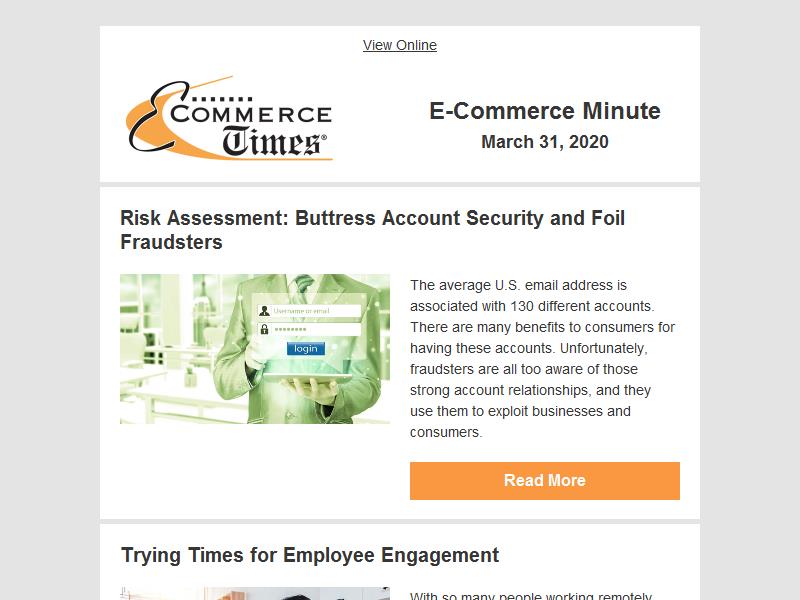 View Online
E-Commerce
Times®
E-Commerce Minute
March 31, 2020
Risk Assessment: Buttress Account Security and Foil
Fraudsters
Username or email
login
The average U.S. email address is
associated with 130 different accounts.
There are many benefits to consumers for
having these accounts. Unfortunately,
fraudsters are all too aware of those
strong account relationships, and they
use them to exploit businesses and
consumers.
Read More
Trying Times for Employee Engagement
With so many people working remotely